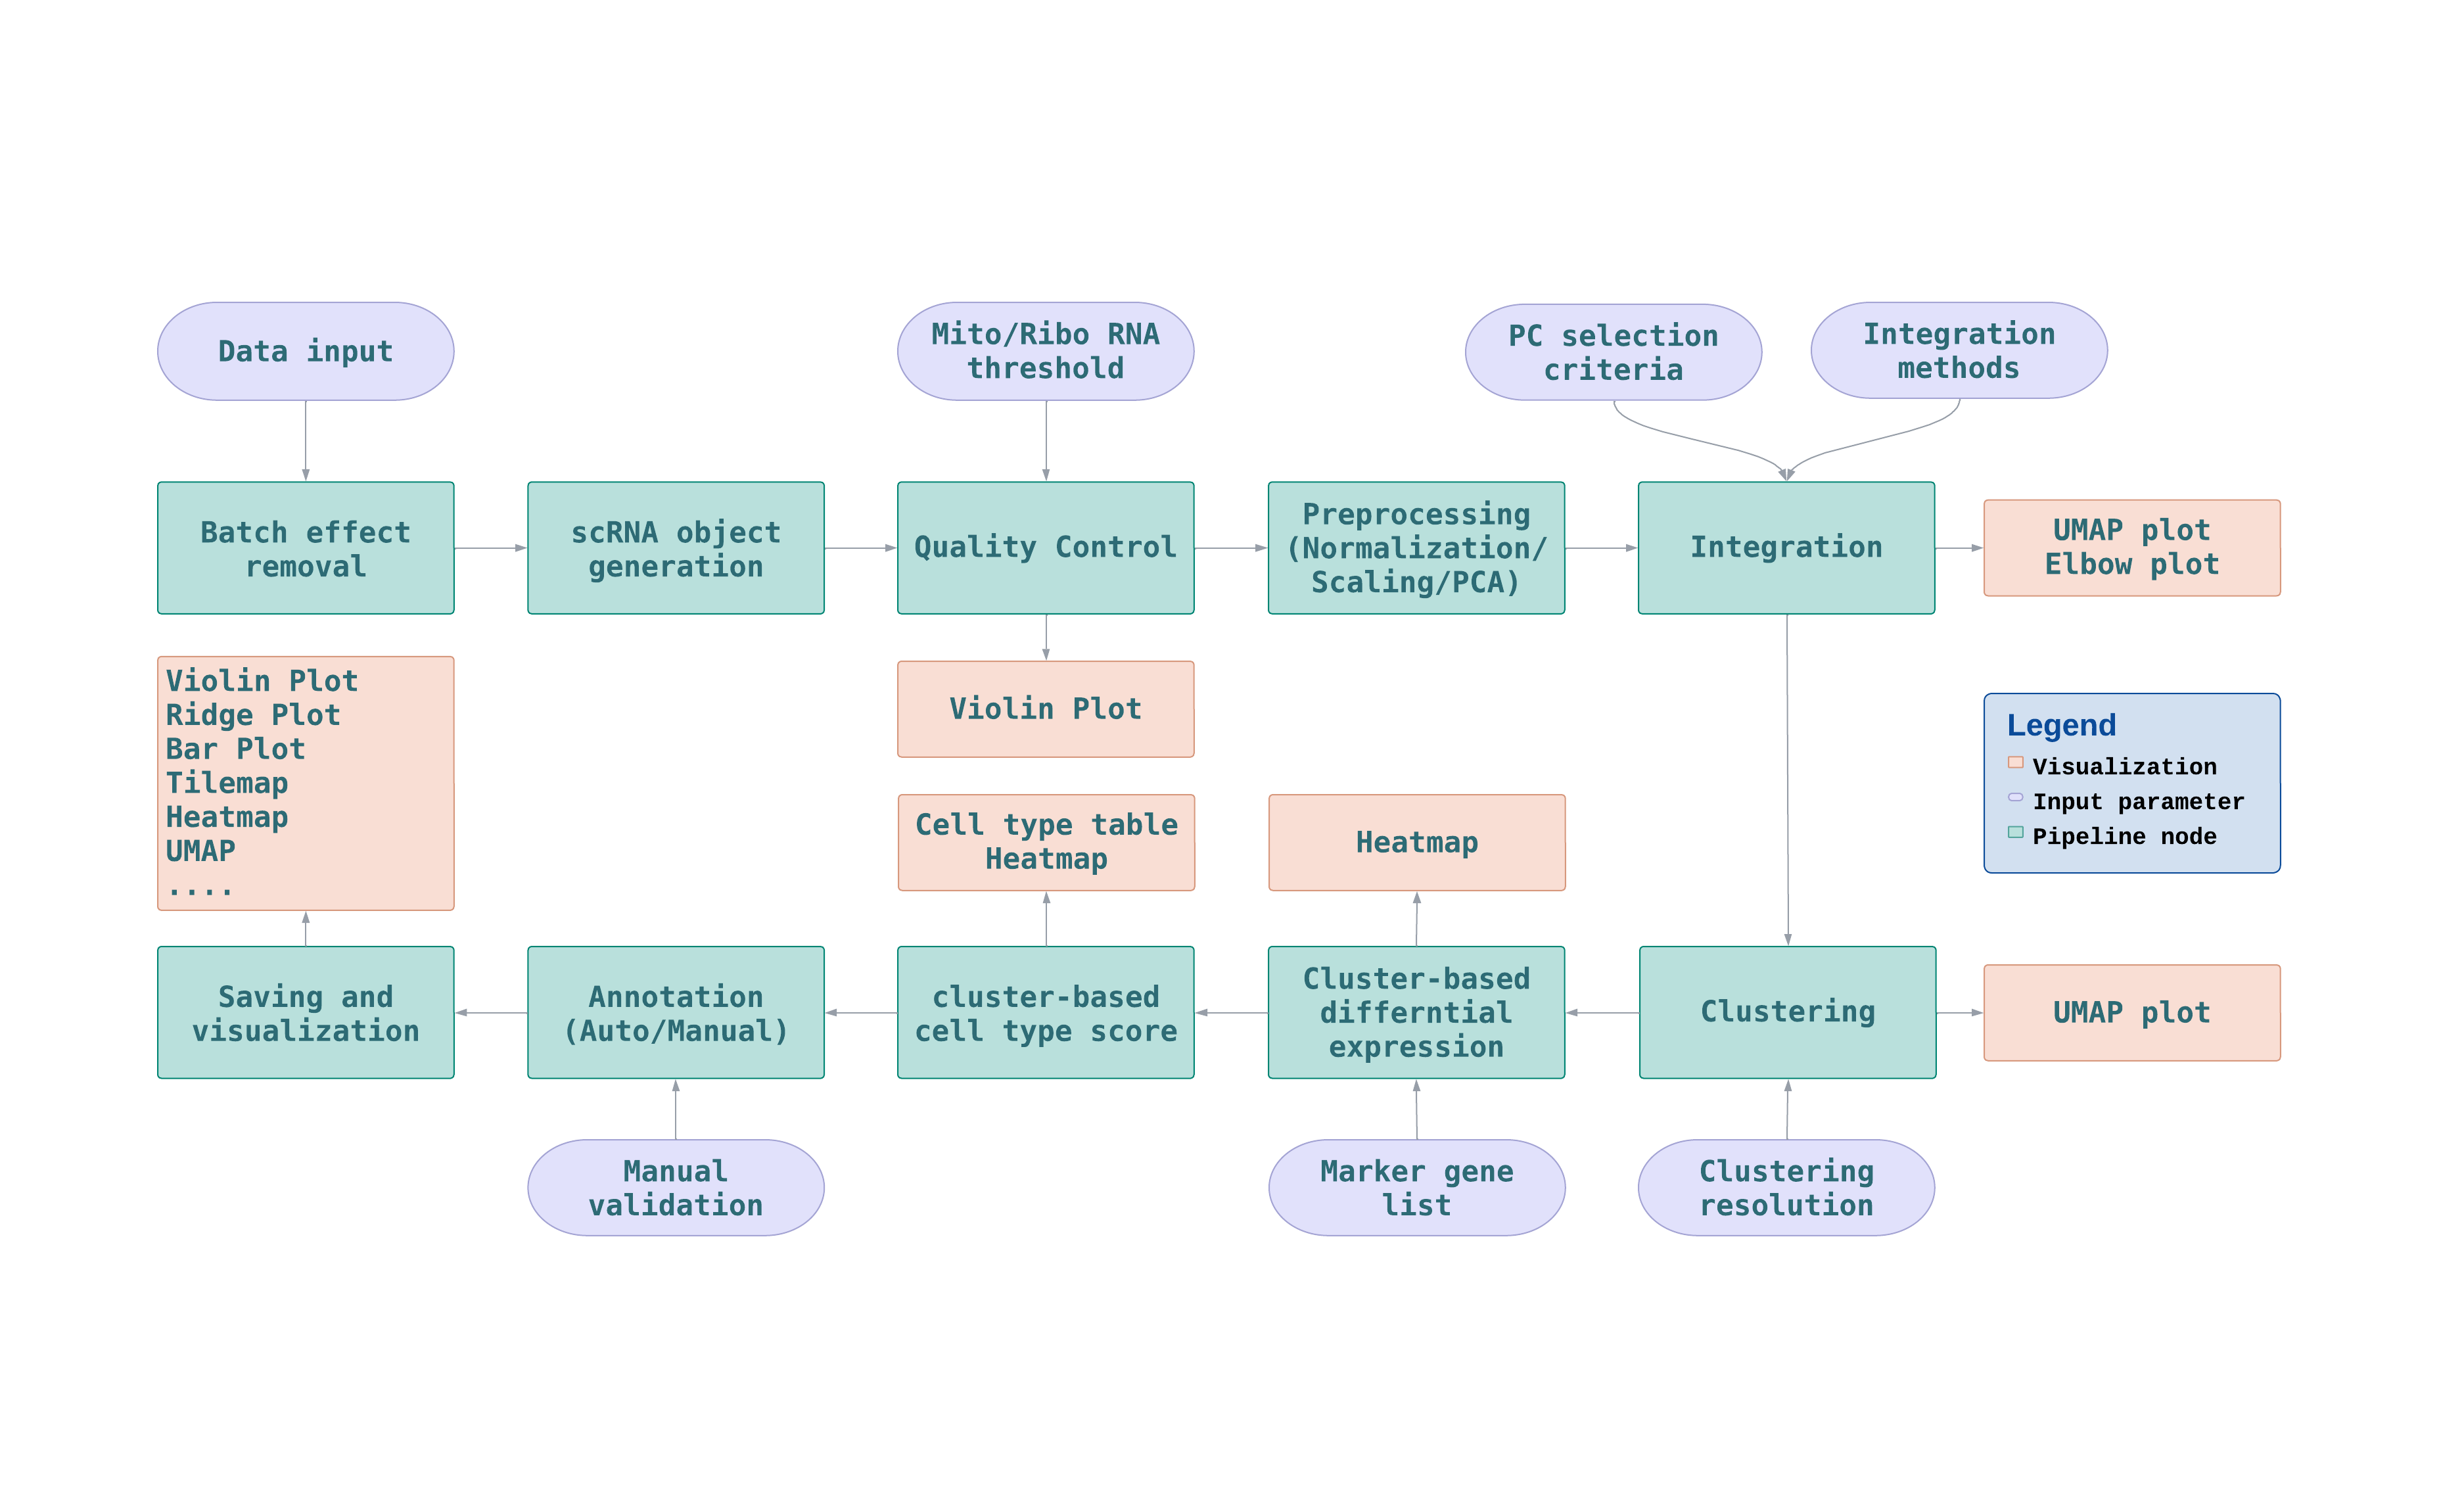 Data input
Mito/Ribo RNA
threshold
PC selection
criteria
Integration
methods
Batch effect
removal
scRNA object
generation
Quality Control
Preprocessing
(Normalization/
Scaling/PCA)
Integration
UMAP plot
Elbow plot
Violin Plot
Ridge Plot
Bar Plot
Tilemap
Heatmap
UMAP
....
Violin Plot
Cell type table
Heatmap
Heatmap
Legend
Visualization
Input parameter
Pipeline node
Saving and
visualization
Annotation
(Auto/Manual)
cluster-based
cell type score
Cluster-based
differntial
expression
Clustering
UMAP plot
Manual
validation
Marker gene
list
Clustering
resolution